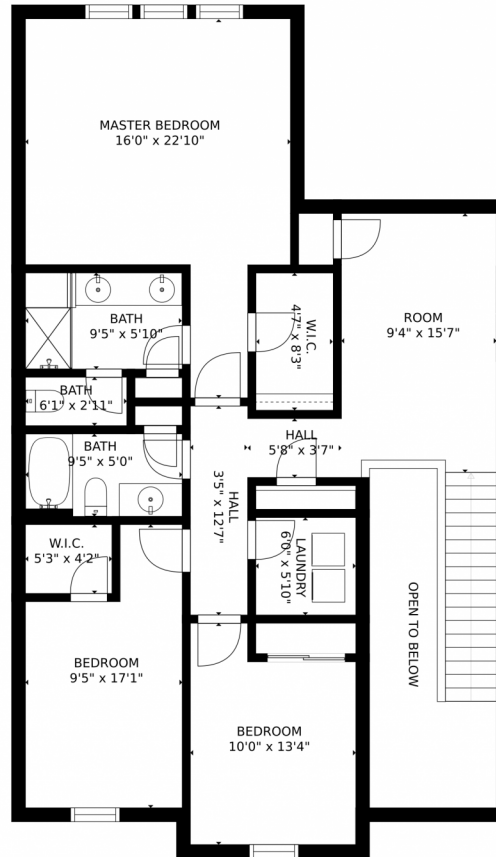 MASTER BEDROOM
16'0" x 22'10"
BATH
9'5" x 5'10"
W.I.C.
4'7" x 8'3"
ROOM
9'4" x 15'7"
BATH
6'1" x 2'11"
BATH
9'5" x 5'0"
HALL
5'8" x 3'7"
HALL
3'5" x 12'7"
W.I.C.
5'3" x 4'2"
LAUNDRY
6'0" x 5'10"
OPEN TO BELOW
BEDROOM
9'5" x 17'1"
BEDROOM
10'0" x 13'4"